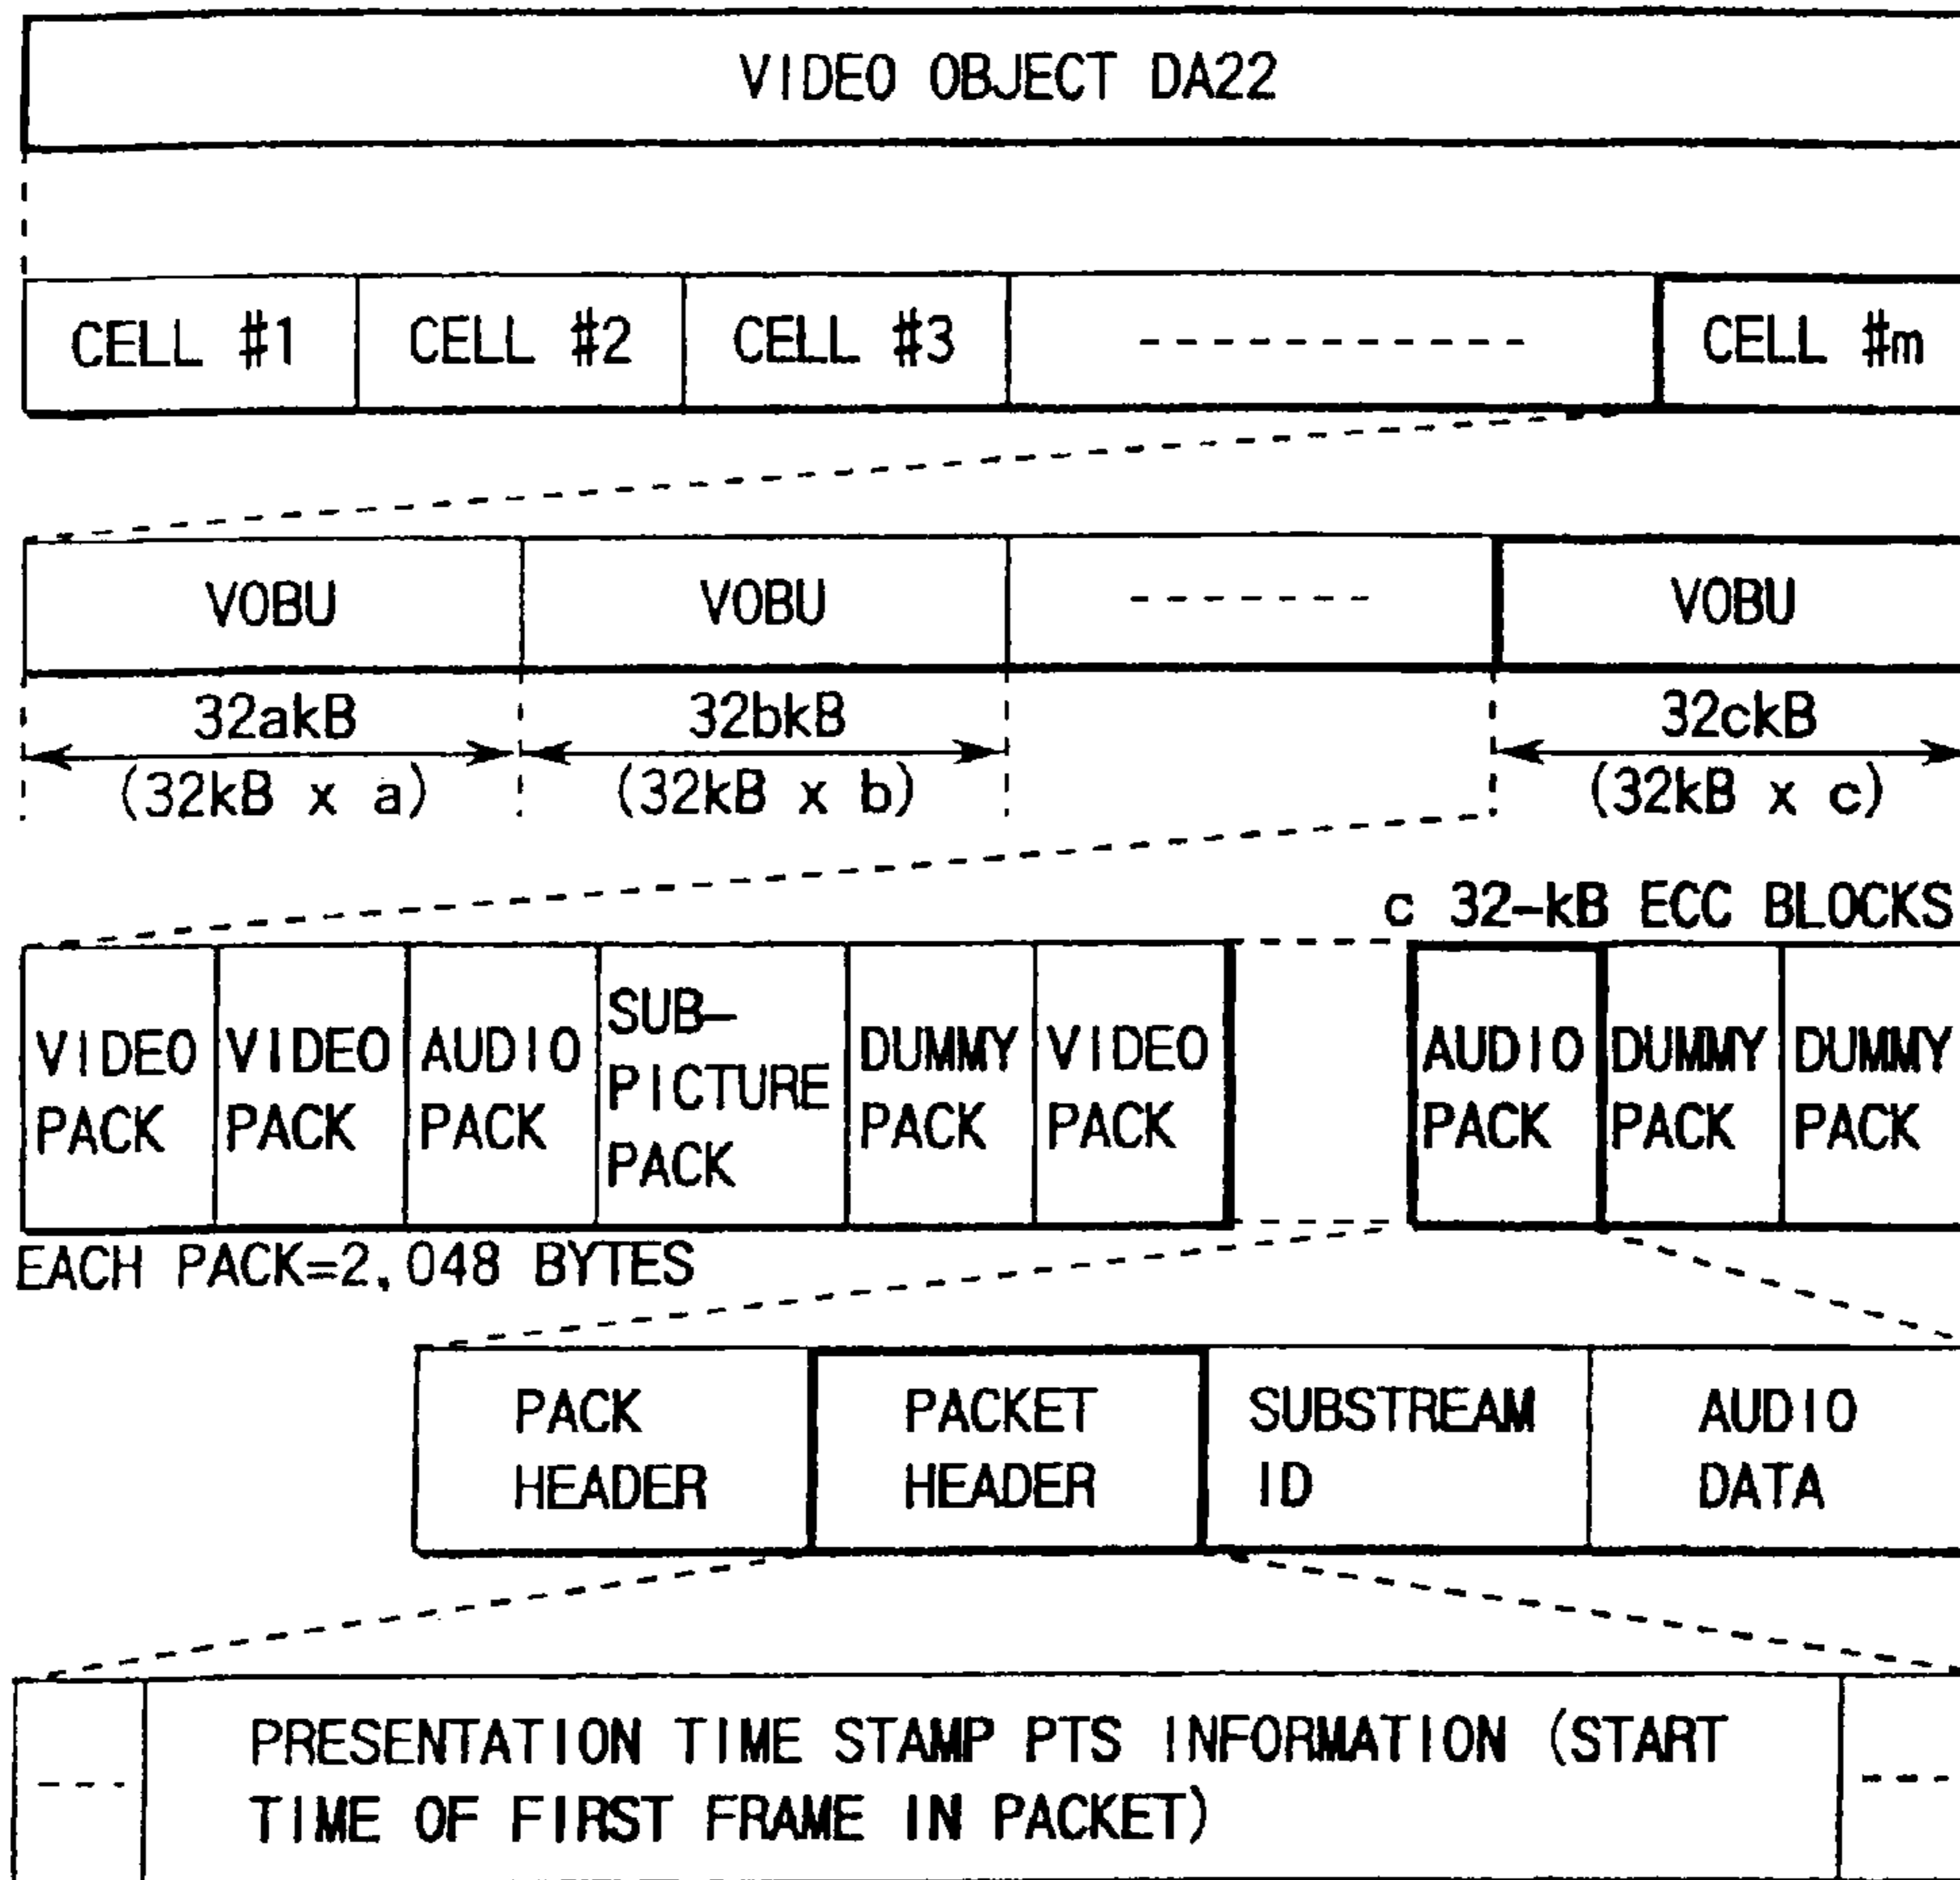 VIDEO OBJECT DA22
CELL #1 CELL #2 CELL #3 CELL #m
VOBU VOBU VOBU
32akB 32bkB 32ckB
(32kB x a) (32kB x b) (32kB x c)
c 32-kB ECC BLOCKS
VIDEO PACK
VIDEO PACK
AUDIO PACK
SUB-
PICTURE
PACK
DUMMY PACK
VIDEO PACK
AUDIO PACK
DUMMY PACK
DUMMY PACK
EACH PACK=2,048 BYTES
PACK
HEADER
PACKET
HEADER
SUBSTREAM
ID
AUDIO
DATA
PRESENTATION TIME STAMP PTS INFORMATION (START
TIME OF FIRST FRAME IN PACKET)